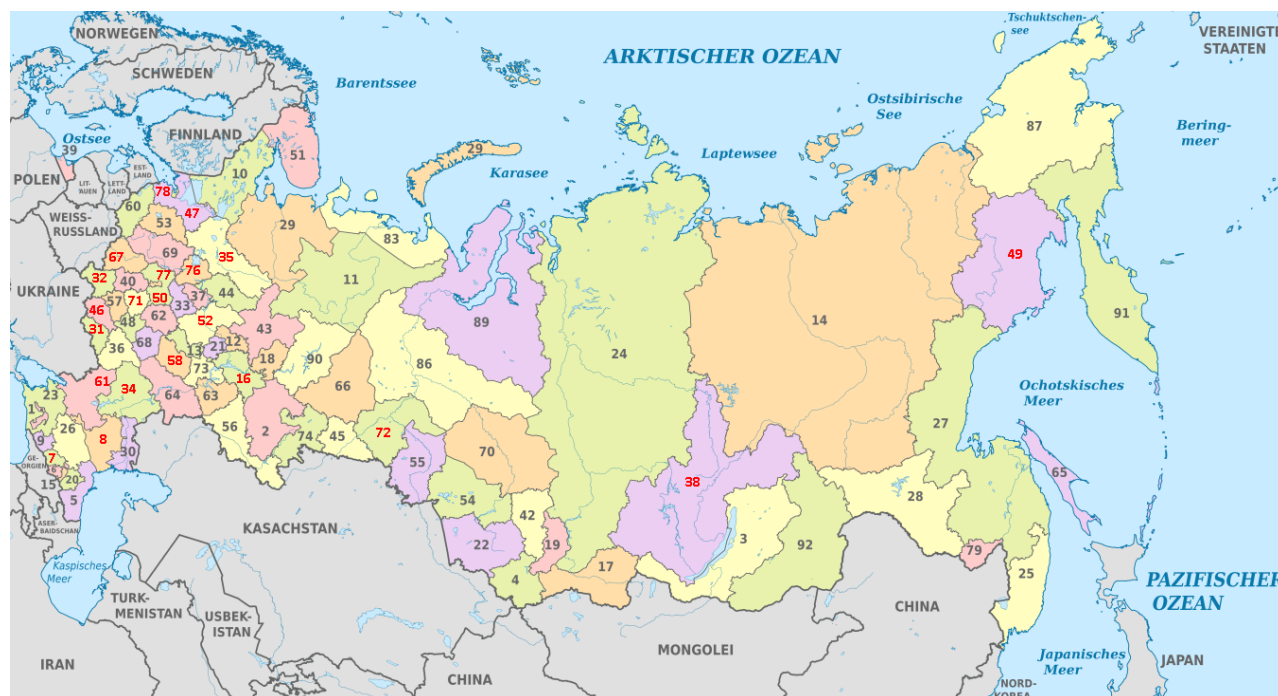 Tschuktschen-
see
VEREINIGTE
STAATEN
NORWEGEN
ARKTISCHER OZEAN
SCHWEDEN
Barentssee
Ostsibirische
See
87
Bering-
meer
FINNLAND
Ostsee
39
51
29
Laptewsee
Karasee
POLEN
LIT-
AUEN
LETT-
LAND
EST-
LAND
10
78
60
47
WEISS-
RUSSLAND
53
29
83
35
49
67
69
77
76
32
40
11
UKRAINE
44
37
50
33
57
71
46
62
52
48
31
43
89
14
91
24
36
68
13
21
12
18
90
86
58
73
16
66
61
34
64
63
23
1
Ochotskisches
Meer
26
56
2
74
45
72
27
9
8
30
7
6
GE-
ORGIEN
70
55
15
20
5
38
65
54
28
42
ASER-
BAIDSCHAN
KASACHSTAN
22
19
3
92
79
17
4
25
Kaspisches
Meer
PAZIFISCHER
OZEAN
TURK-
MENISTAN
USBEK-
ISTAN
CHINA
MONGOLEI
Japanisches
Meer
JAPAN
IRAN
CHINA
NORD-
KOREA